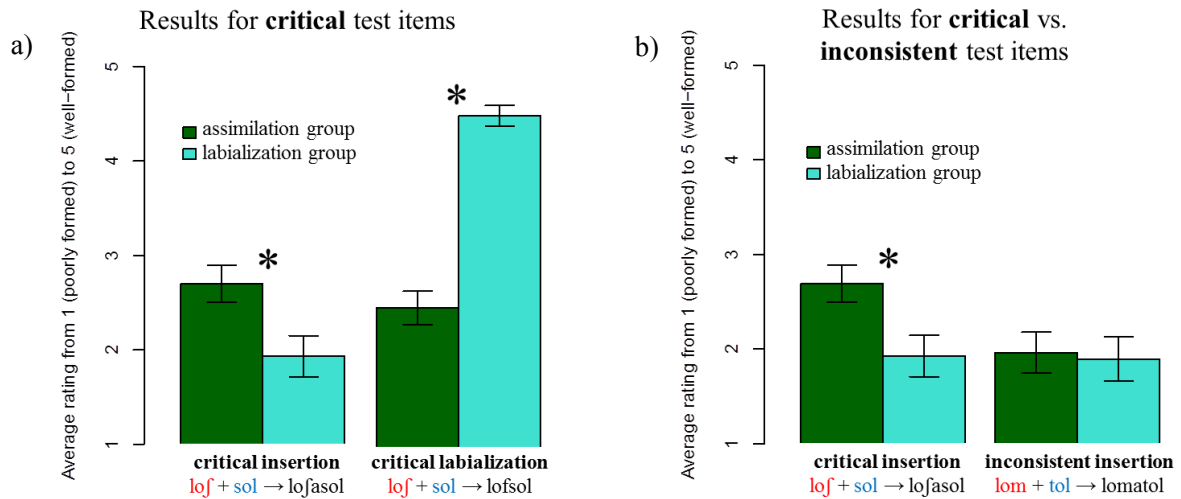 Results for critical test items
a)
Average rating from 1 (poorly formed) to 5 (well−formed)
5
4
3
2
1
assimilation group
labialization group
*
*
critical insertion
loʃ + sol → loʃasol
critical labialization
loʃ + sol → lofsol
Results for critical vs.
inconsistent test items
b)
Average rating from 1 (poorly formed) to 5 (well−formed)
5
4
3
2
1
assimilation group
labialization group
*
critical insertion
loʃ + sol → loʃasol
inconsistent insertion
lom + tol → lomatol